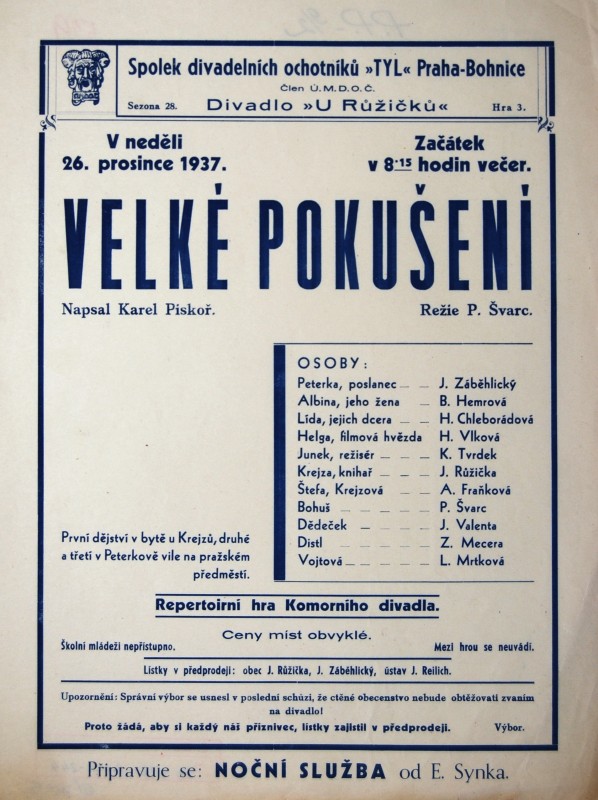 Spolek divadelních ochotníků »TYL« Praha-Bohnice
Člen Ú.M.D.O.Č.
Sezona 28. Divadlo »U Růžičků« Hra 3.
V neděli
26. prosince 1937.
Začátek
v 8·15 hodin večer.
VELKÉ POKUŠENÍ
Napsal Karel Piskoř. Režie P. Švarc.
OSOBY:
Peterka, poslanec — — J. Záběhlický
Albina, jeho žena — B. Hemrová
Lída, jejich dcera — — H. Chleborádová
Helga, filmová hvězda H. Vlková
Junek, režisér — — — K. Tvrdek
Krejza, knihař — — — J. Růžička
Štefa, Krejzová — — — A. Fraňková
Bohuš — — — — P. Švarc
Dědeček — — — — J. Valenta
Distl — — — — — Z. Mecera
Vojtová — — — — L. Mrtková
První dějství v bytě u Krejzů, druhé
a třetí v Peterkově vile na pražském
předměstí.
Repertoirní hra Komorního divadla.
Ceny míst obvyklé.
Školní mládeži nepřístupno. Mezi hrou se neuvádí.
Lístky v předprodeji: obec J. Růžička, J. Záběhlický, ústav J. Reilich.
Upozornění: Správní výbor se usnesl v poslední schůzi, že ctěné obecenstvo nebude obtěžovati zvaním
na divadlo!
Proto žádá, aby si každý náš příznivec, lístky zajistil v předprodeji. Výbor.
Připravuje se: NOČNÍ SLUŽBA od E. Synka.